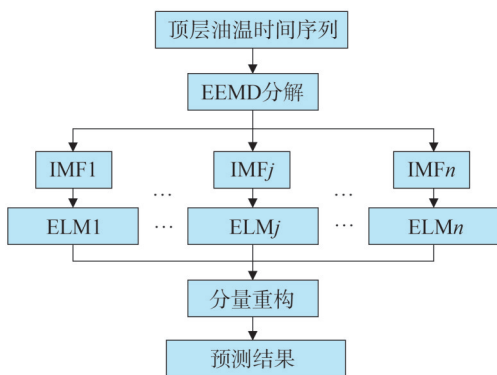 顶层油温时间序列
EEMD分解
IMF1 IMFj IMFn
… …
ELM1 … ELMj … ELMn
分量重构
预测结果